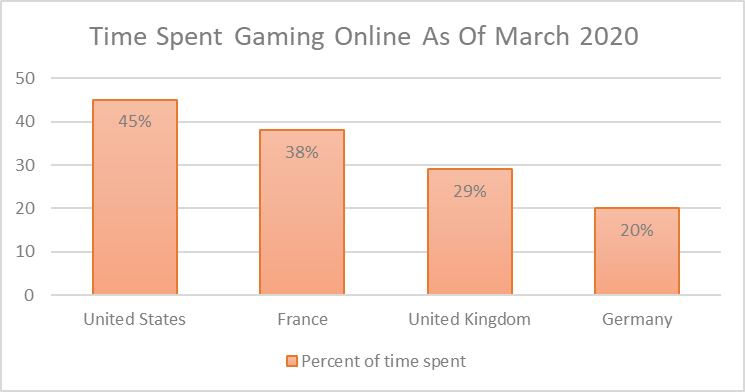 Time Spent Gaming Online As Of March 2020
50
40
30
20
10
0
45%
38%
29%
20%
United States
France
United Kingdom
Germany
Percent of time spent